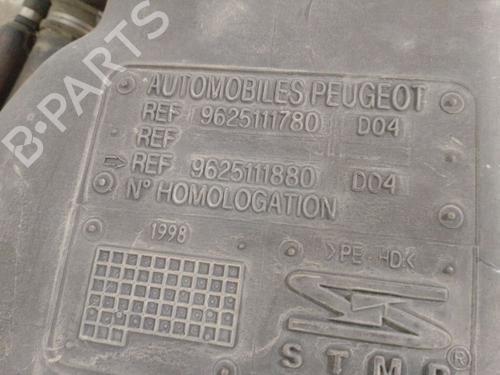 B-PARTS
AUTOMOBILES PEUGEOT
REF 9625111780 D04
REF
⇨ REF 9625111880 D04
N° HOMOLOGATION
1998
>PE-HD<
®